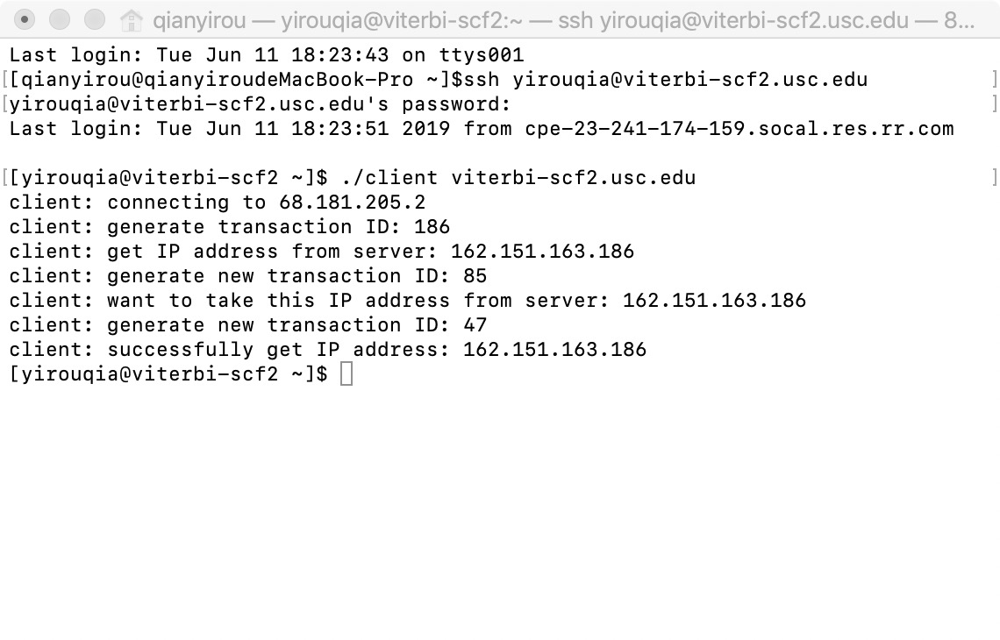 qianyirou — yirouqia@viterbi-scf2:~ — ssh yirouqia@viterbi-scf2.usc.edu — 8...
Last login: Tue Jun 11 18:23:43 on ttys001
[[qianyirou@qianyiroudeMacBook-Pro ~]$ssh yirouqia@viterbi-scf2.usc.edu ]
[yirouqia@viterbi-scf2.usc.edu's password: ]
Last login: Tue Jun 11 18:23:51 2019 from cpe-23-241-174-159.socal.res.rr.com
[[yirouqia@viterbi-scf2 ~]$ ./client viterbi-scf2.usc.edu ]
client: connecting to 68.181.205.2
client: generate transaction ID: 186
client: get IP address from server: 162.151.163.186
client: generate new transaction ID: 85
client: want to take this IP address from server: 162.151.163.186
client: generate new transaction ID: 47
client: successfully get IP address: 162.151.163.186
[yirouqia@viterbi-scf2 ~]$